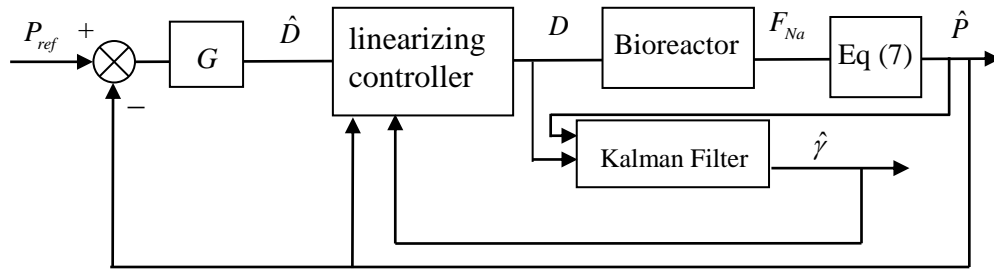 P_ref + − G D̂ linearizing
controller
D Bioreactor F_Na Eq (7) P̂
Kalman Filter γ̂